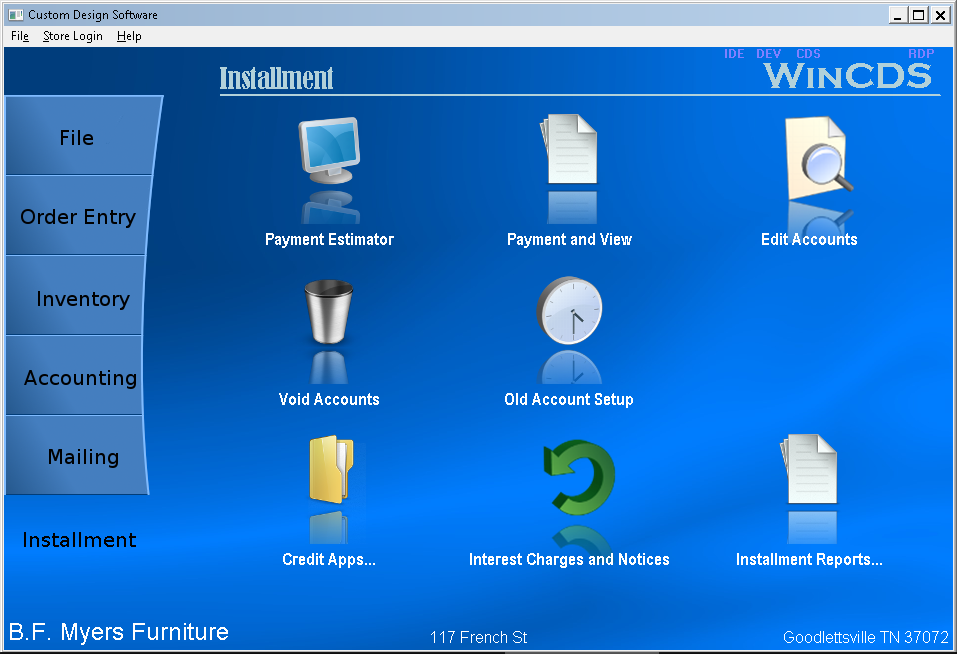 Custom Design Software
File Store Login Help
IDE DEV CDS RDP
Installment WinCDS
File
Order Entry
Inventory
Accounting
Mailing
Installment
Payment Estimator Payment and View Edit Accounts
Void Accounts Old Account Setup
Credit Apps... Interest Charges and Notices Installment Reports...
B.F. Myers Furniture 117 French St Goodlettsville TN 37072